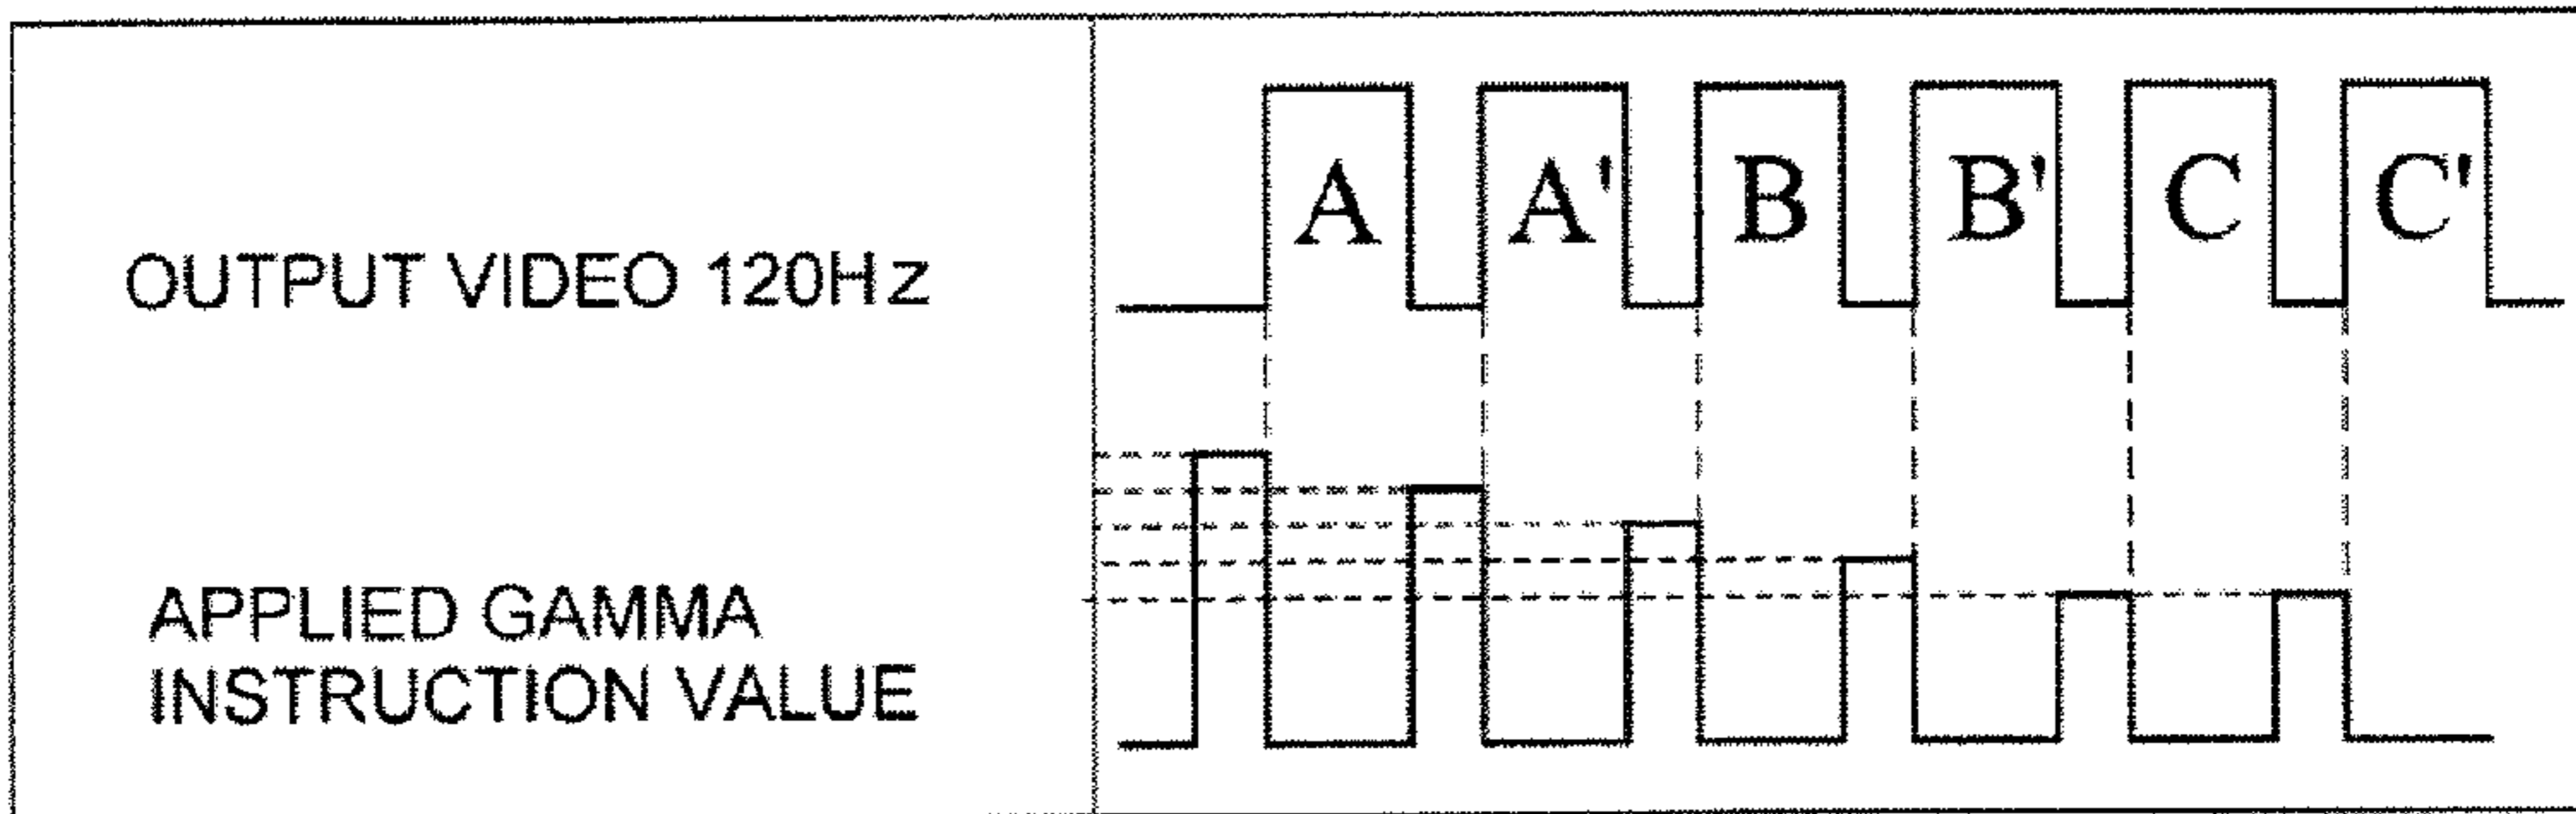 OUTPUT VIDEO 120Hz
A A' B B' C C'
APPLIED GAMMA
INSTRUCTION VALUE